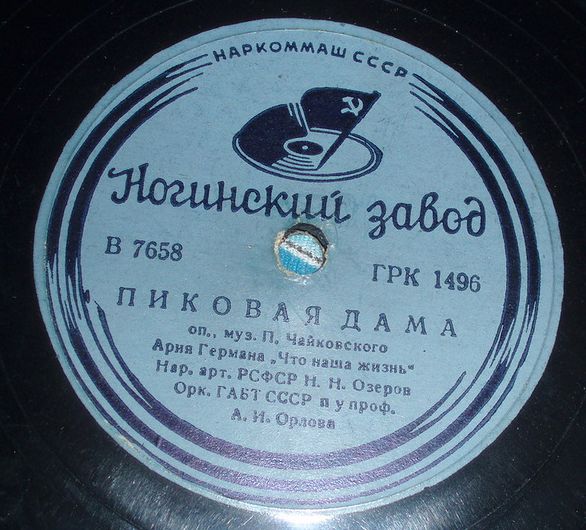 НАРКОММАШ СССР
Ногинский завод
В 7658
ГРК 1496
ПИКОВАЯ ДАМА
оп., муз. П. Чайковского
Ария Германа „Что наша жизнь“
Нар. арт. РСФСР Н. Н. Озеров
Орк. ГАБТ СССР п у проф.
А. И. Орлова